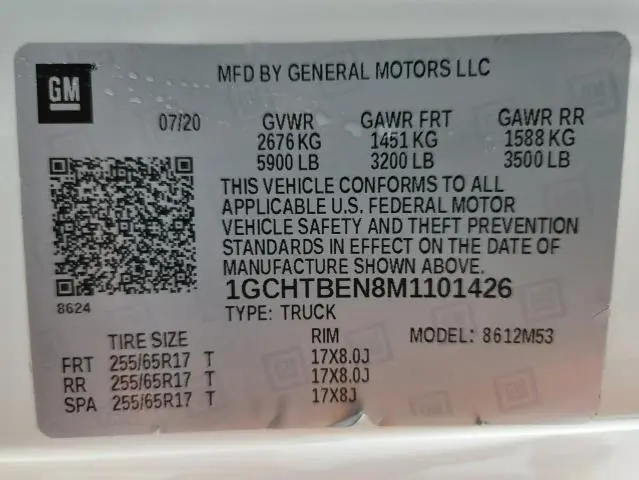 GM
MFD BY GENERAL MOTORS LLC
07/20 GVWR GAWR FRT GAWR RR
2676 KG 1451 KG 1588 KG
5900 LB 3200 LB 3500 LB
THIS VEHICLE CONFORMS TO ALL
APPLICABLE U.S. FEDERAL MOTOR
VEHICLE SAFETY AND THEFT PREVENTION
STANDARDS IN EFFECT ON THE DATE OF
MANUFACTURE SHOWN ABOVE.
8624
1GCHTBEN8M1101426
TYPE: TRUCK
TIRE SIZE RIM MODEL: 8612M53
FRT 255/65R17 T 17X8.0J
RR 255/65R17 T 17X8.0J
SPA 255/65R17 T 17X8J